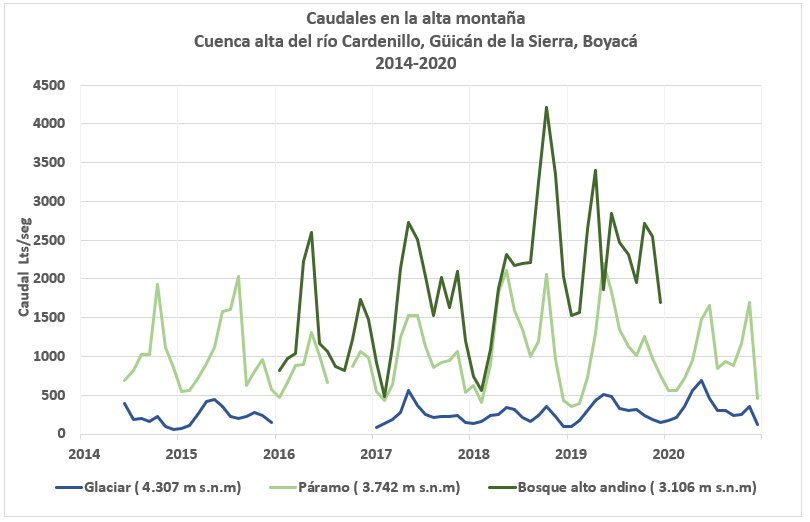 Caudales en la alta montaña
Cuenca alta del río Cardenillo, Güicán de la Sierra, Boyacá
2014-2020
4500
4000
3500
3000
2500
2000
1500
1000
500
0
Caudal Lts/seg
2014 2015 2016 2017 2018 2019 2020
Glaciar ( 4.307 m s.n.m) Páramo ( 3.742 m s.n.m) Bosque alto andino ( 3.106 m s.n.m)